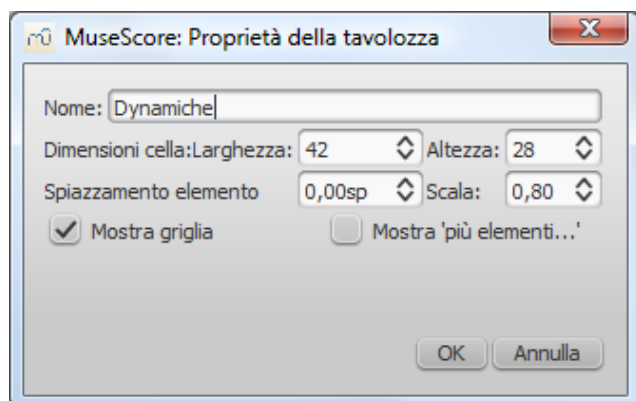 MuseScore: Proprietà della tavolozza
Nome: Dynamiche
Dimensioni cella:Larghezza: 42 Altezza: 28
Spiazzamento elemento 0,00sp Scala: 0,80
Mostra griglia Mostra 'più elementi...'
OK Annulla